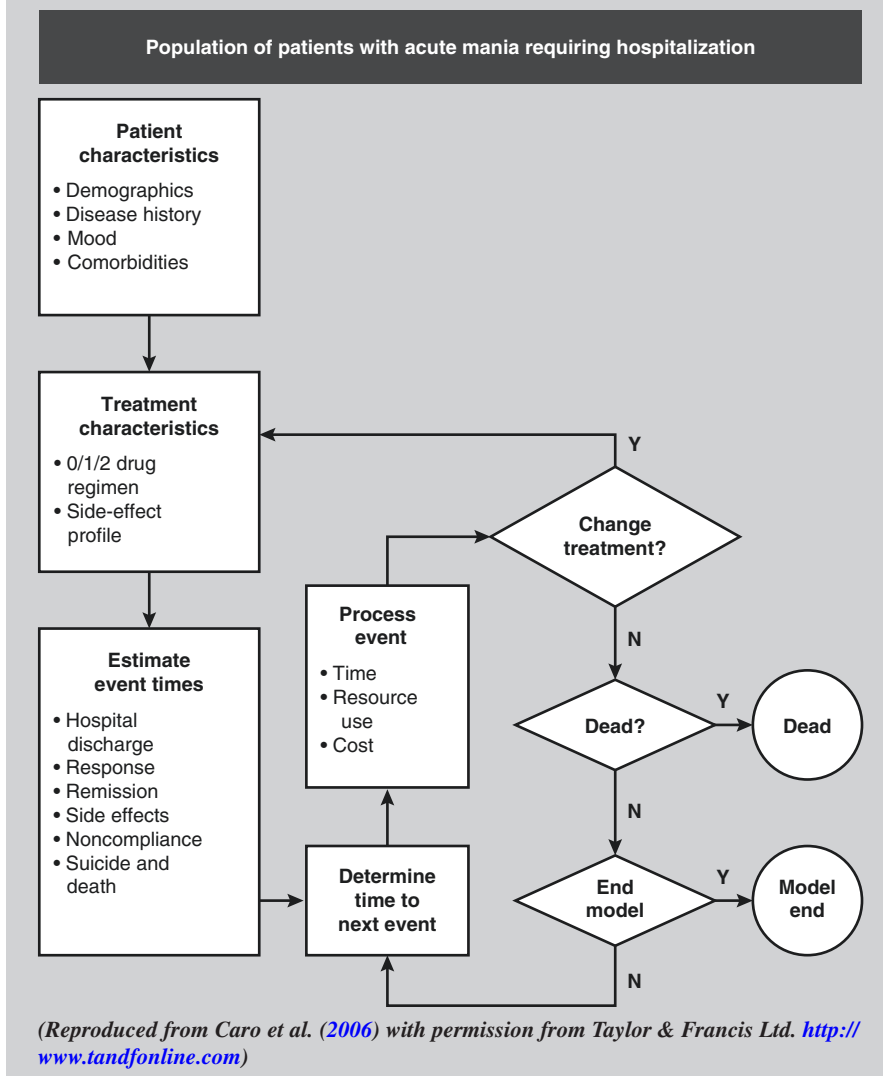 Population of patients with acute mania requiring hospitalization
Patient
characteristics
• Demographics
• Disease history
• Mood
• Comorbidities
Treatment
characteristics
• 0/1/2 drug
regimen
• Side-effect
profile
Estimate
event times
• Hospital
discharge
• Response
• Remission
• Side effects
• Noncompliance
• Suicide and
death
Determine
time to
next event
Process
event
• Time
• Resource
use
• Cost
Change
treatment?
Y
N
Dead?
Y
Dead
N
End
model
Y
Model
end
N
(Reproduced from Caro et al. (2006) with permission from Taylor & Francis Ltd. http://
www.tandfonline.com)